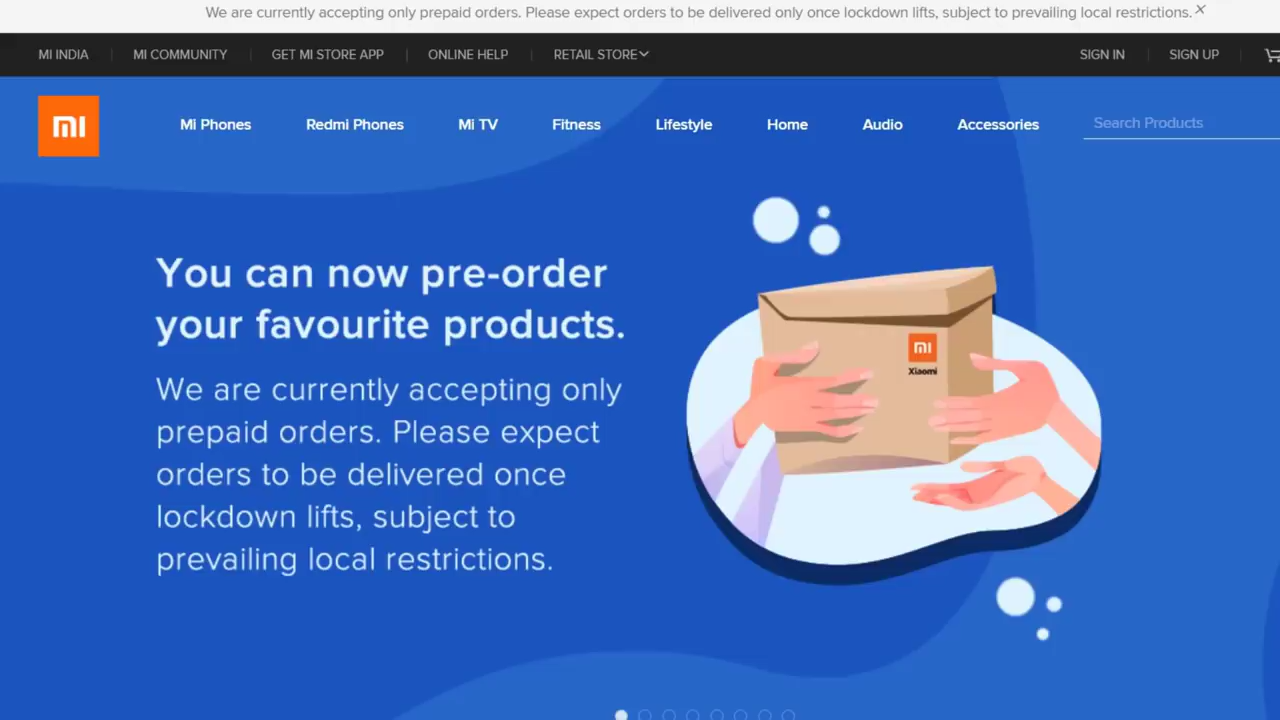 We are currently accepting only prepaid orders. Please expect orders to be delivered only once lockdown lifts, subject to prevailing local restrictions. ×
MI INDIA | MI COMMUNITY | GET MI STORE APP | ONLINE HELP | RETAIL STORE
SIGN IN | SIGN UP
MI
Mi Phones Redmi Phones Mi TV Fitness Lifestyle Home Audio Accessories Search Products
You can now pre-order
your favourite products.
We are currently accepting only
prepaid orders. Please expect
orders to be delivered once
lockdown lifts, subject to
prevailing local restrictions.
MI
Xiaomi